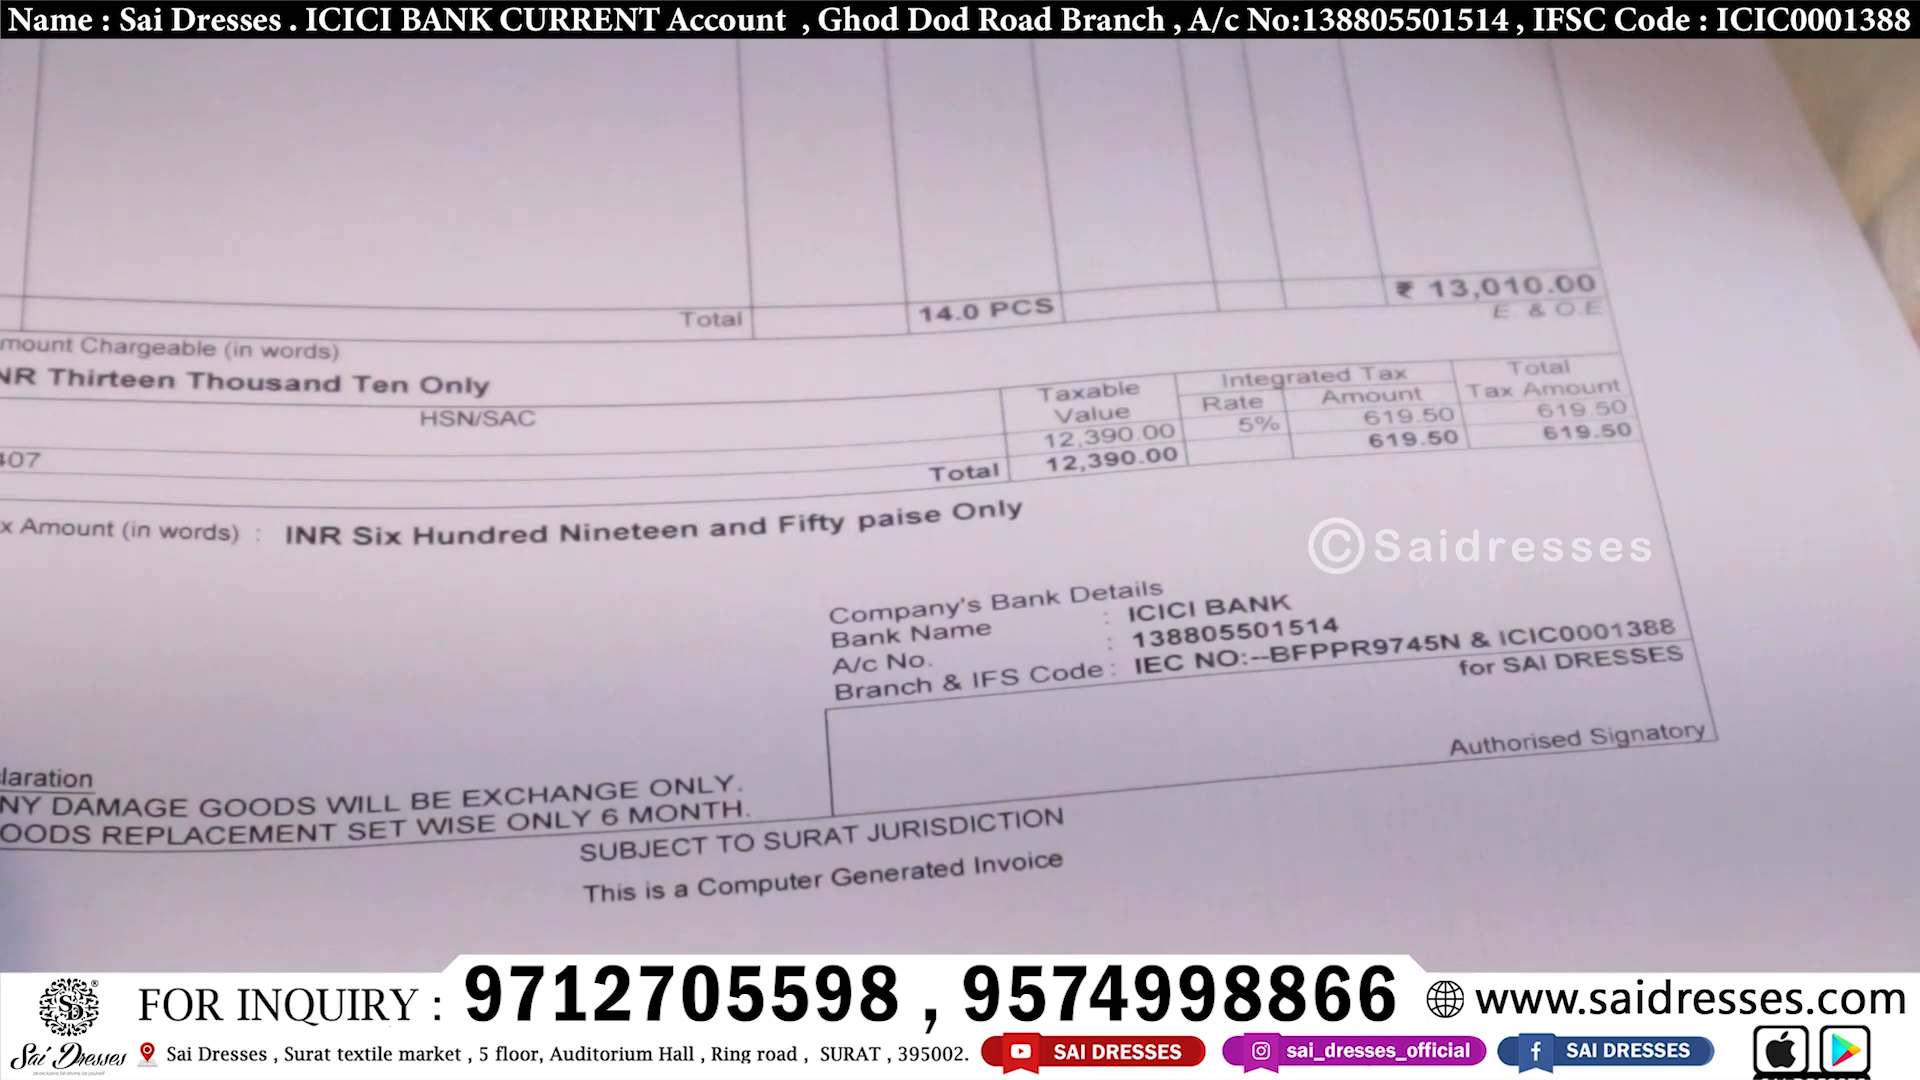 Name : Sai Dresses . ICICI BANK CURRENT Account , Ghod Dod Road Branch , A/c No:138805501514 , IFSC Code : ICIC0001388
Total 14.0 PCS ₹ 13,010.00
E. & O.E
mount Chargeable (in words)
NR Thirteen Thousand Ten Only
HSN/SAC Taxable Value Integrated Tax Total Tax Amount
Rate Amount
407 12,390.00 5% 619.50 619.50
Total 12,390.00 619.50 619.50
x Amount (in words) : INR Six Hundred Nineteen and Fifty paise Only
©Saidresses
Company's Bank Details
Bank Name : ICICI BANK
A/c No. : 138805501514
Branch & IFS Code : IEC NO:--BFPPR9745N & ICIC0001388
for SAI DRESSES
Authorised Signatory
laration
NY DAMAGE GOODS WILL BE EXCHANGE ONLY.
OODS REPLACEMENT SET WISE ONLY 6 MONTH.
SUBJECT TO SURAT JURISDICTION
This is a Computer Generated Invoice
FOR INQUIRY : 9712705598 , 9574998866 www.saidresses.com
Sai Dresses
Sai Dresses , Surat textile market , 5 floor, Auditorium Hall , Ring road , SURAT , 395002. SAI DRESSES sai_dresses_official SAI DRESSES